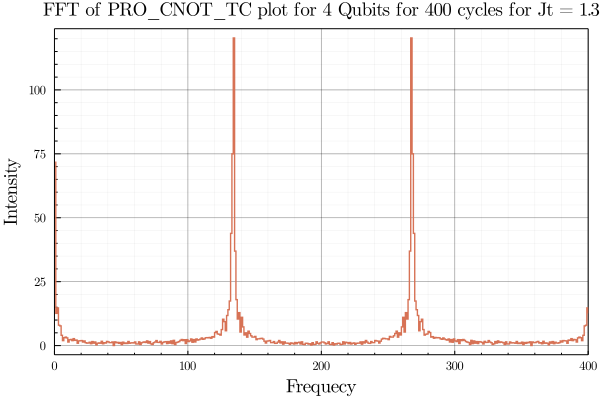 FFT of PRO_CNOT_TC plot for 4 Qubits for 400 cycles for Jt = 1.3
100
75
50
25
0
Intensity
0 100 200 300 400
Frequecy